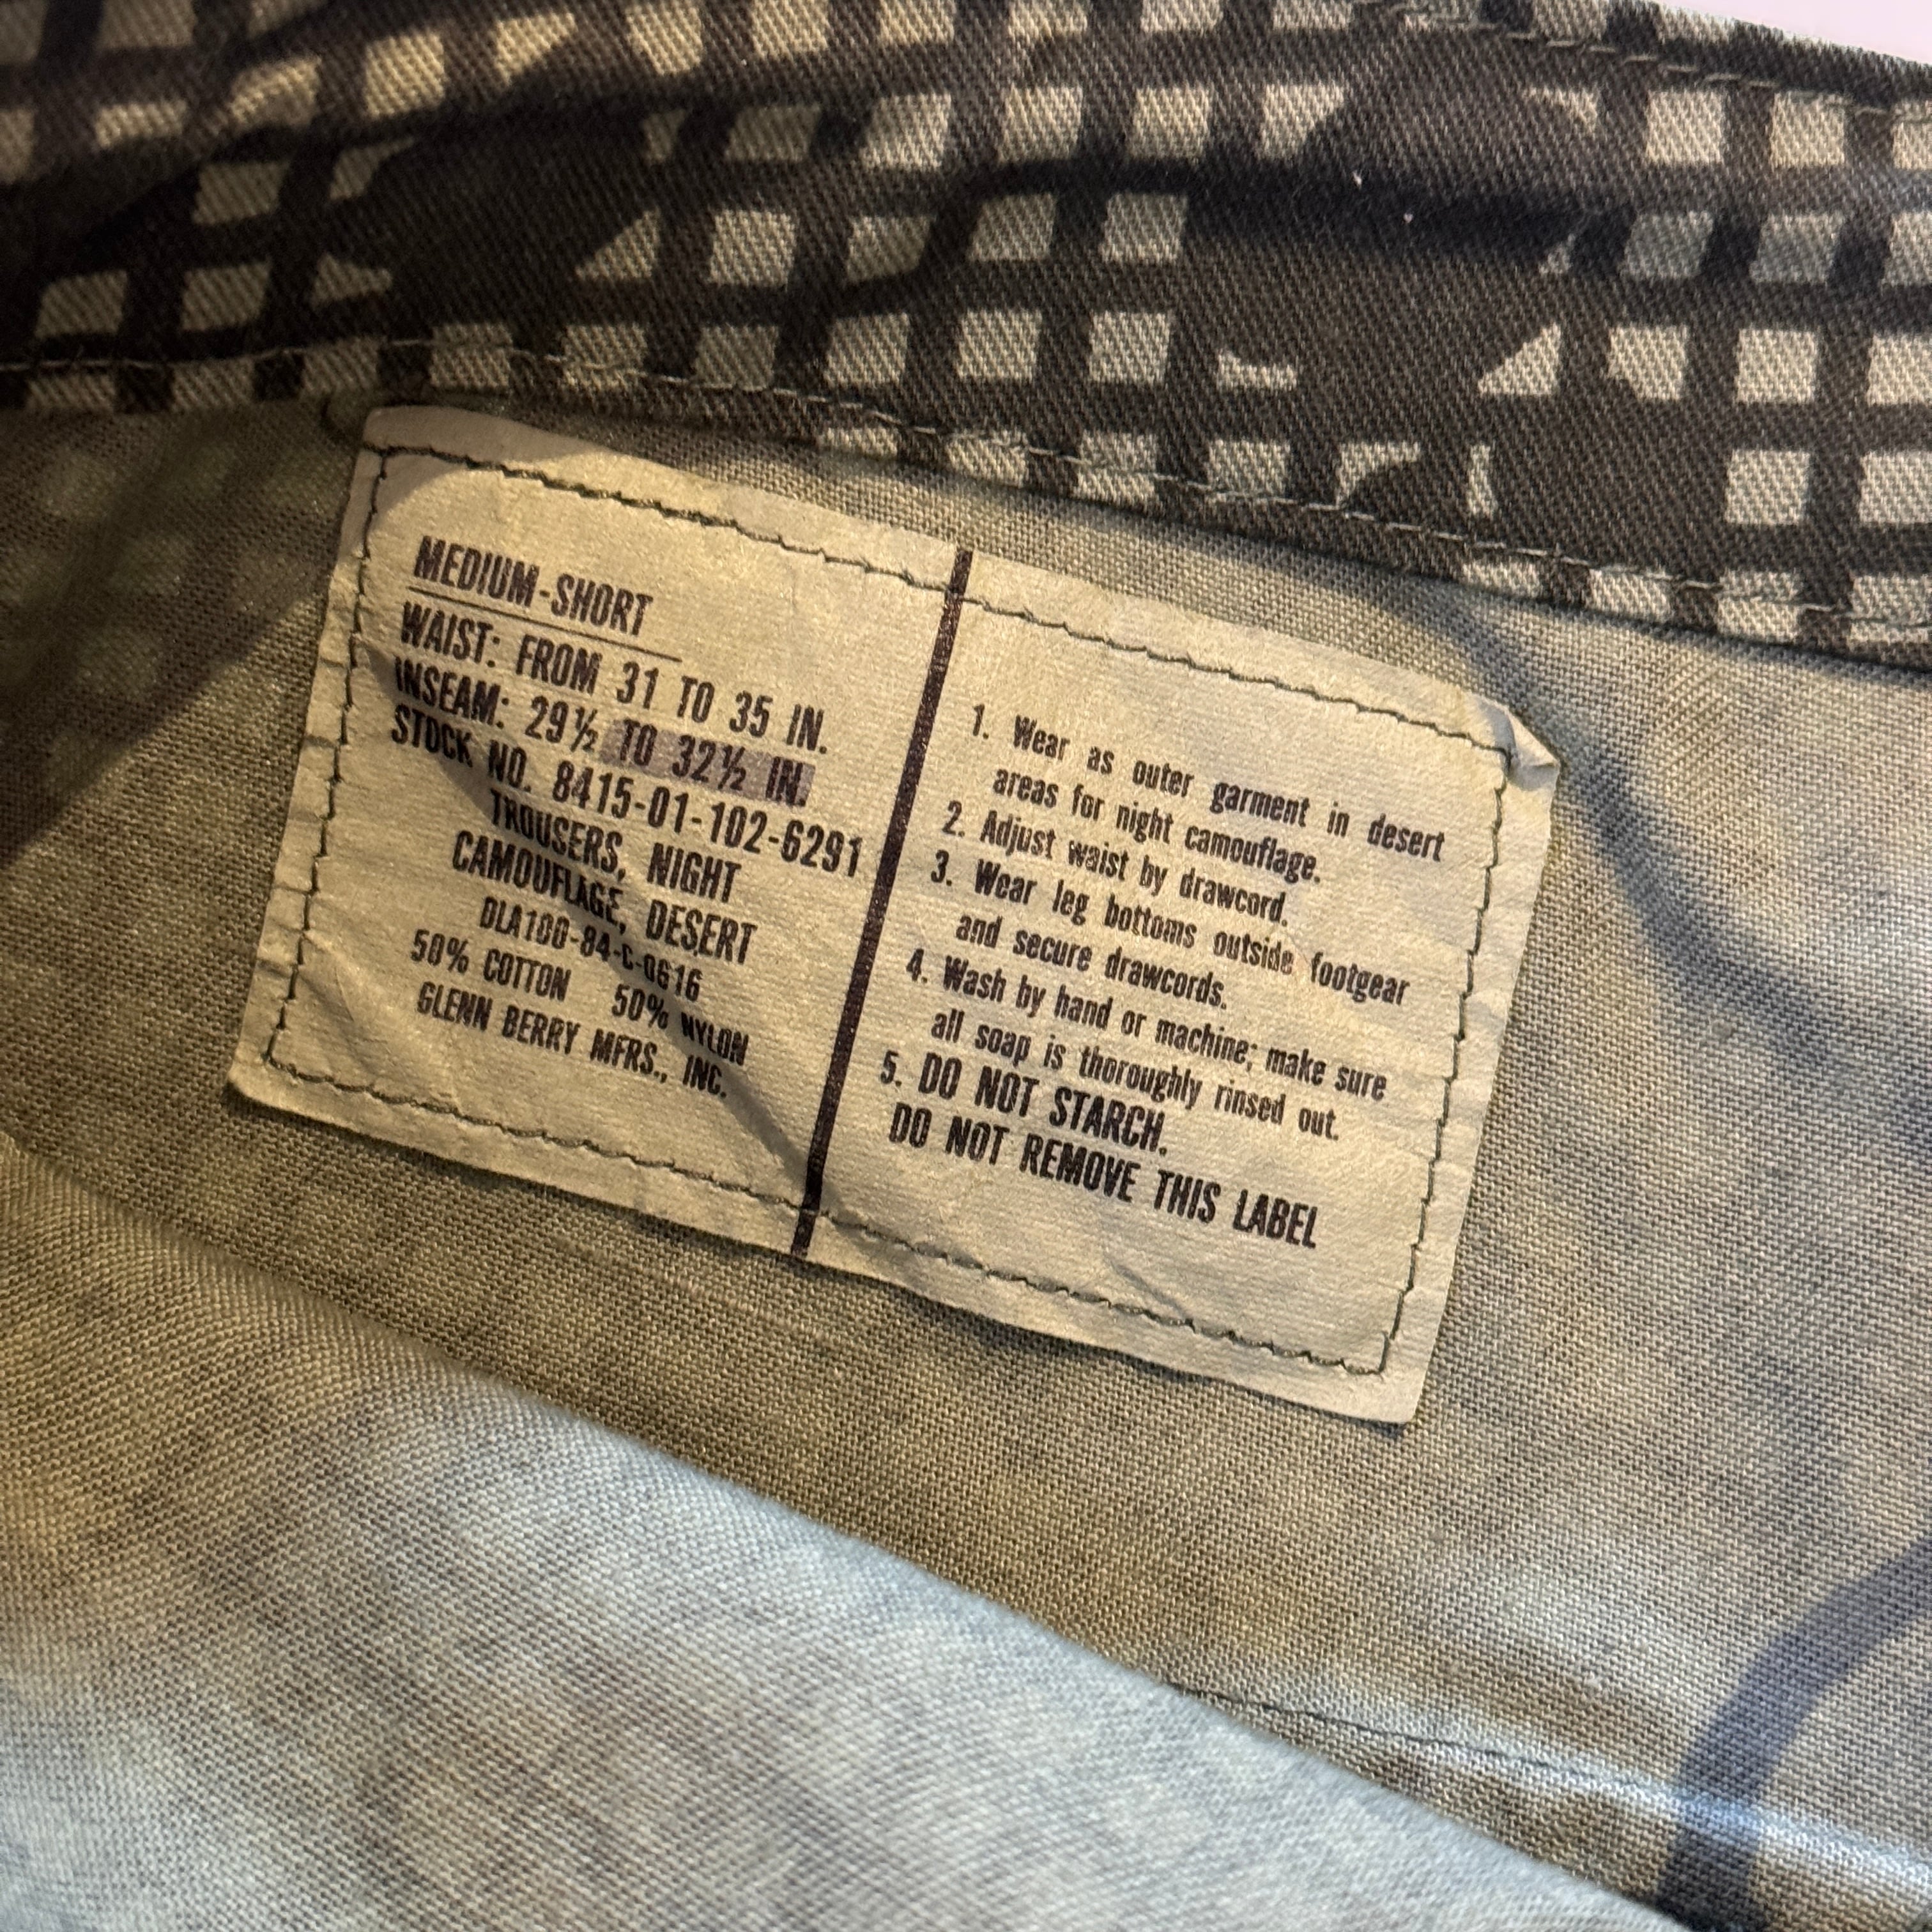 MEDIUM-SHORT
WAIST: FROM 31 TO 35 IN.
INSEAM: 29½ TO 32½ IN.
STOCK NO. 8415-01-102-6291
TROUSERS, NIGHT
CAMOUFLAGE, DESERT
DLA100-84-C-0616
50% COTTON 50% NYLON
GLENN BERRY MFRS., INC.
1. Wear as outer garment in desert
areas for night camouflage.
2. Adjust waist by drawcord.
3. Wear leg bottoms outside footgear
and secure drawcords.
4. Wash by hand or machine; make sure
all soap is thoroughly rinsed out.
5. DO NOT STARCH.
DO NOT REMOVE THIS LABEL